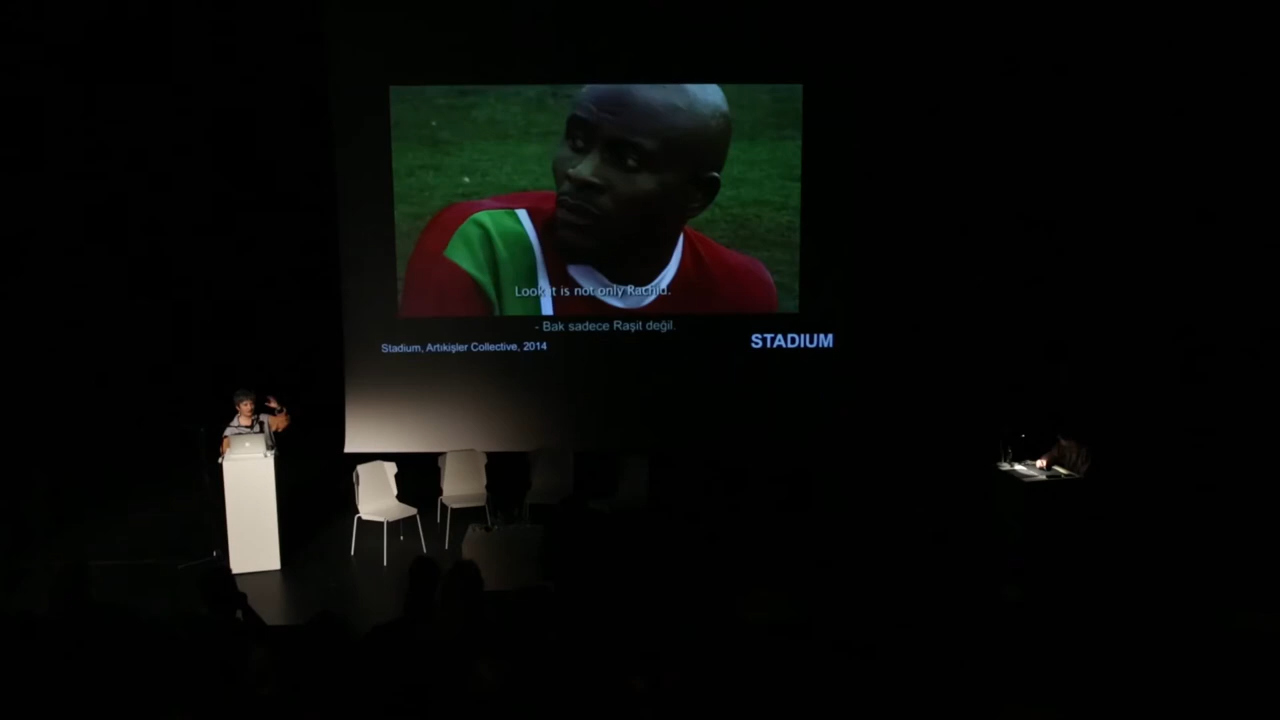 Look it is not only Rachid.
- Bak sadece Raşit değil.
Stadium, Artıkişler Collective, 2014
STADIUM